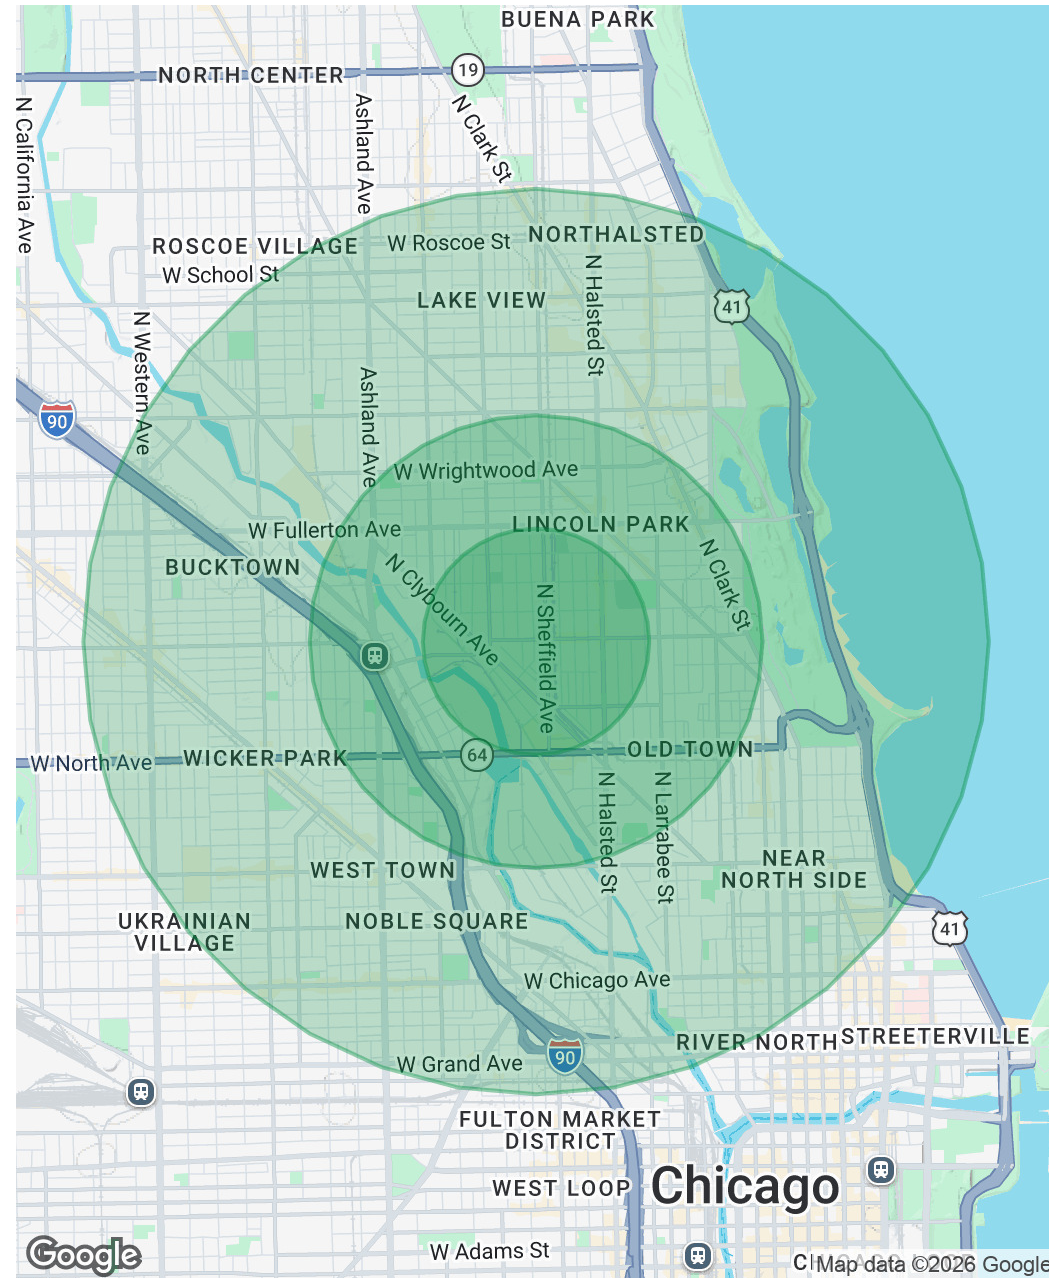 BUENA PARK
19
NORTH CENTER
N California Ave
Ashland Ave
N Clark St
NORTHALSTED
W Roscoe St
ROSCOE VILLAGE
W School St
N Halsted St
LAKE VIEW
41
N Western Ave
Ashland Ave
90
W Wrightwood Ave
LINCOLN PARK
W Fullerton Ave
N Clark St
BUCKTOWN
N Clybourn Ave
N Sheffield Ave
OLD TOWN
64
WICKER PARK
W North Ave
N Halsted St
N Larrabee St
NEAR
NORTH SIDE
WEST TOWN
UKRAINIAN
VILLAGE
NOBLE SQUARE
41
W Chicago Ave
RIVER NORTH
STREETERVILLE
90
W Grand Ave
FULTON MARKET
DISTRICT
WEST LOOP
Chicago
W Adams St
Google
Map data ©2026 Google